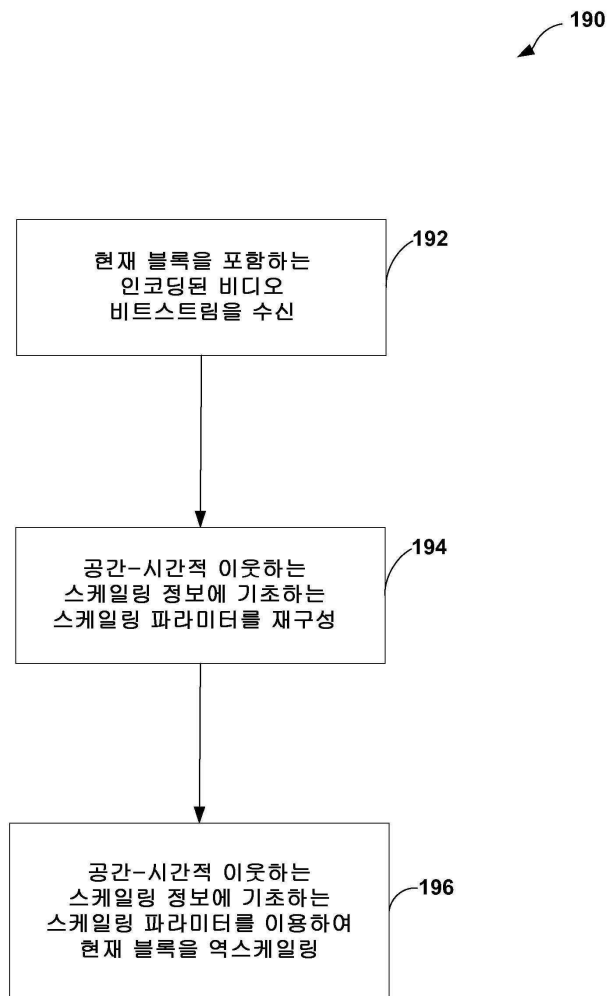 190
192
현재 블록을 포함하는
인코딩된 비디오
비트스트림을 수신
194
공간-시간적 이웃하는
스케일링 정보에 기초하는
스케일링 파라미터를 재구성
196
공간-시간적 이웃하는
스케일링 정보에 기초하는
스케일링 파라미터를 이용하여
현재 블록을 역스케일링